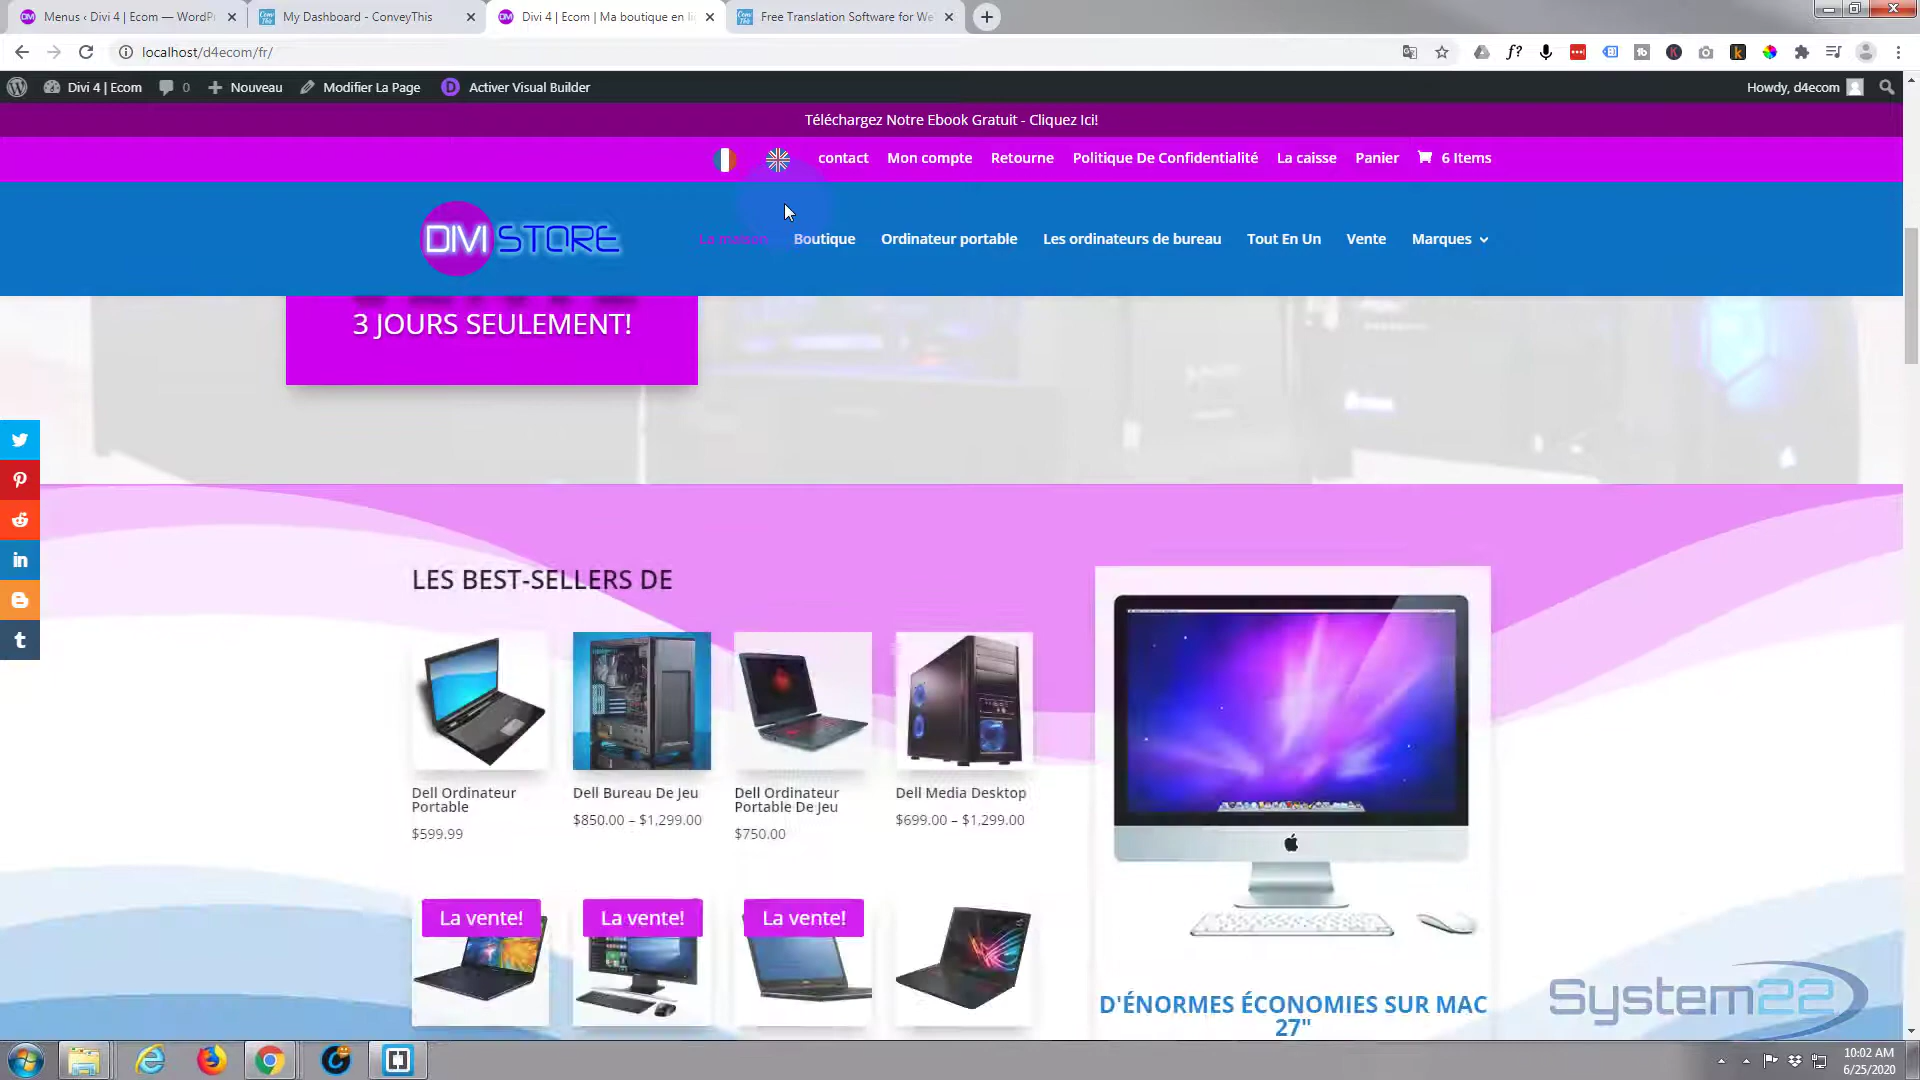 Menus ‹ Divi 4 | Ecom — WordPr
My Dashboard - ConveyThis
Divi 4 | Ecom | Ma boutique en li
Free Translation Software for We
localhost/d4ecom/fr/
Divi 4 | Ecom
0
Nouveau
Modifier La Page
Activer Visual Builder
Howdy, d4ecom
Téléchargez Notre Ebook Gratuit - Cliquez Ici!
contact
Mon compte
Retourne
Politique De Confidentialité
La caisse
Panier
6 Items
DIVI STORE
La maison
Boutique
Ordinateur portable
Les ordinateurs de bureau
Tout En Un
Vente
Marques
3 JOURS SEULEMENT!
LES BEST-SELLERS DE
Dell Ordinateur
Portable
$599.99
Dell Bureau De Jeu
$850.00 – $1,299.00
Dell Ordinateur
Portable De Jeu
$750.00
Dell Media Desktop
$699.00 – $1,299.00
La vente!
La vente!
La vente!
D'ÉNORMES ÉCONOMIES SUR MAC
27"
System22
10:02 AM
6/25/2020